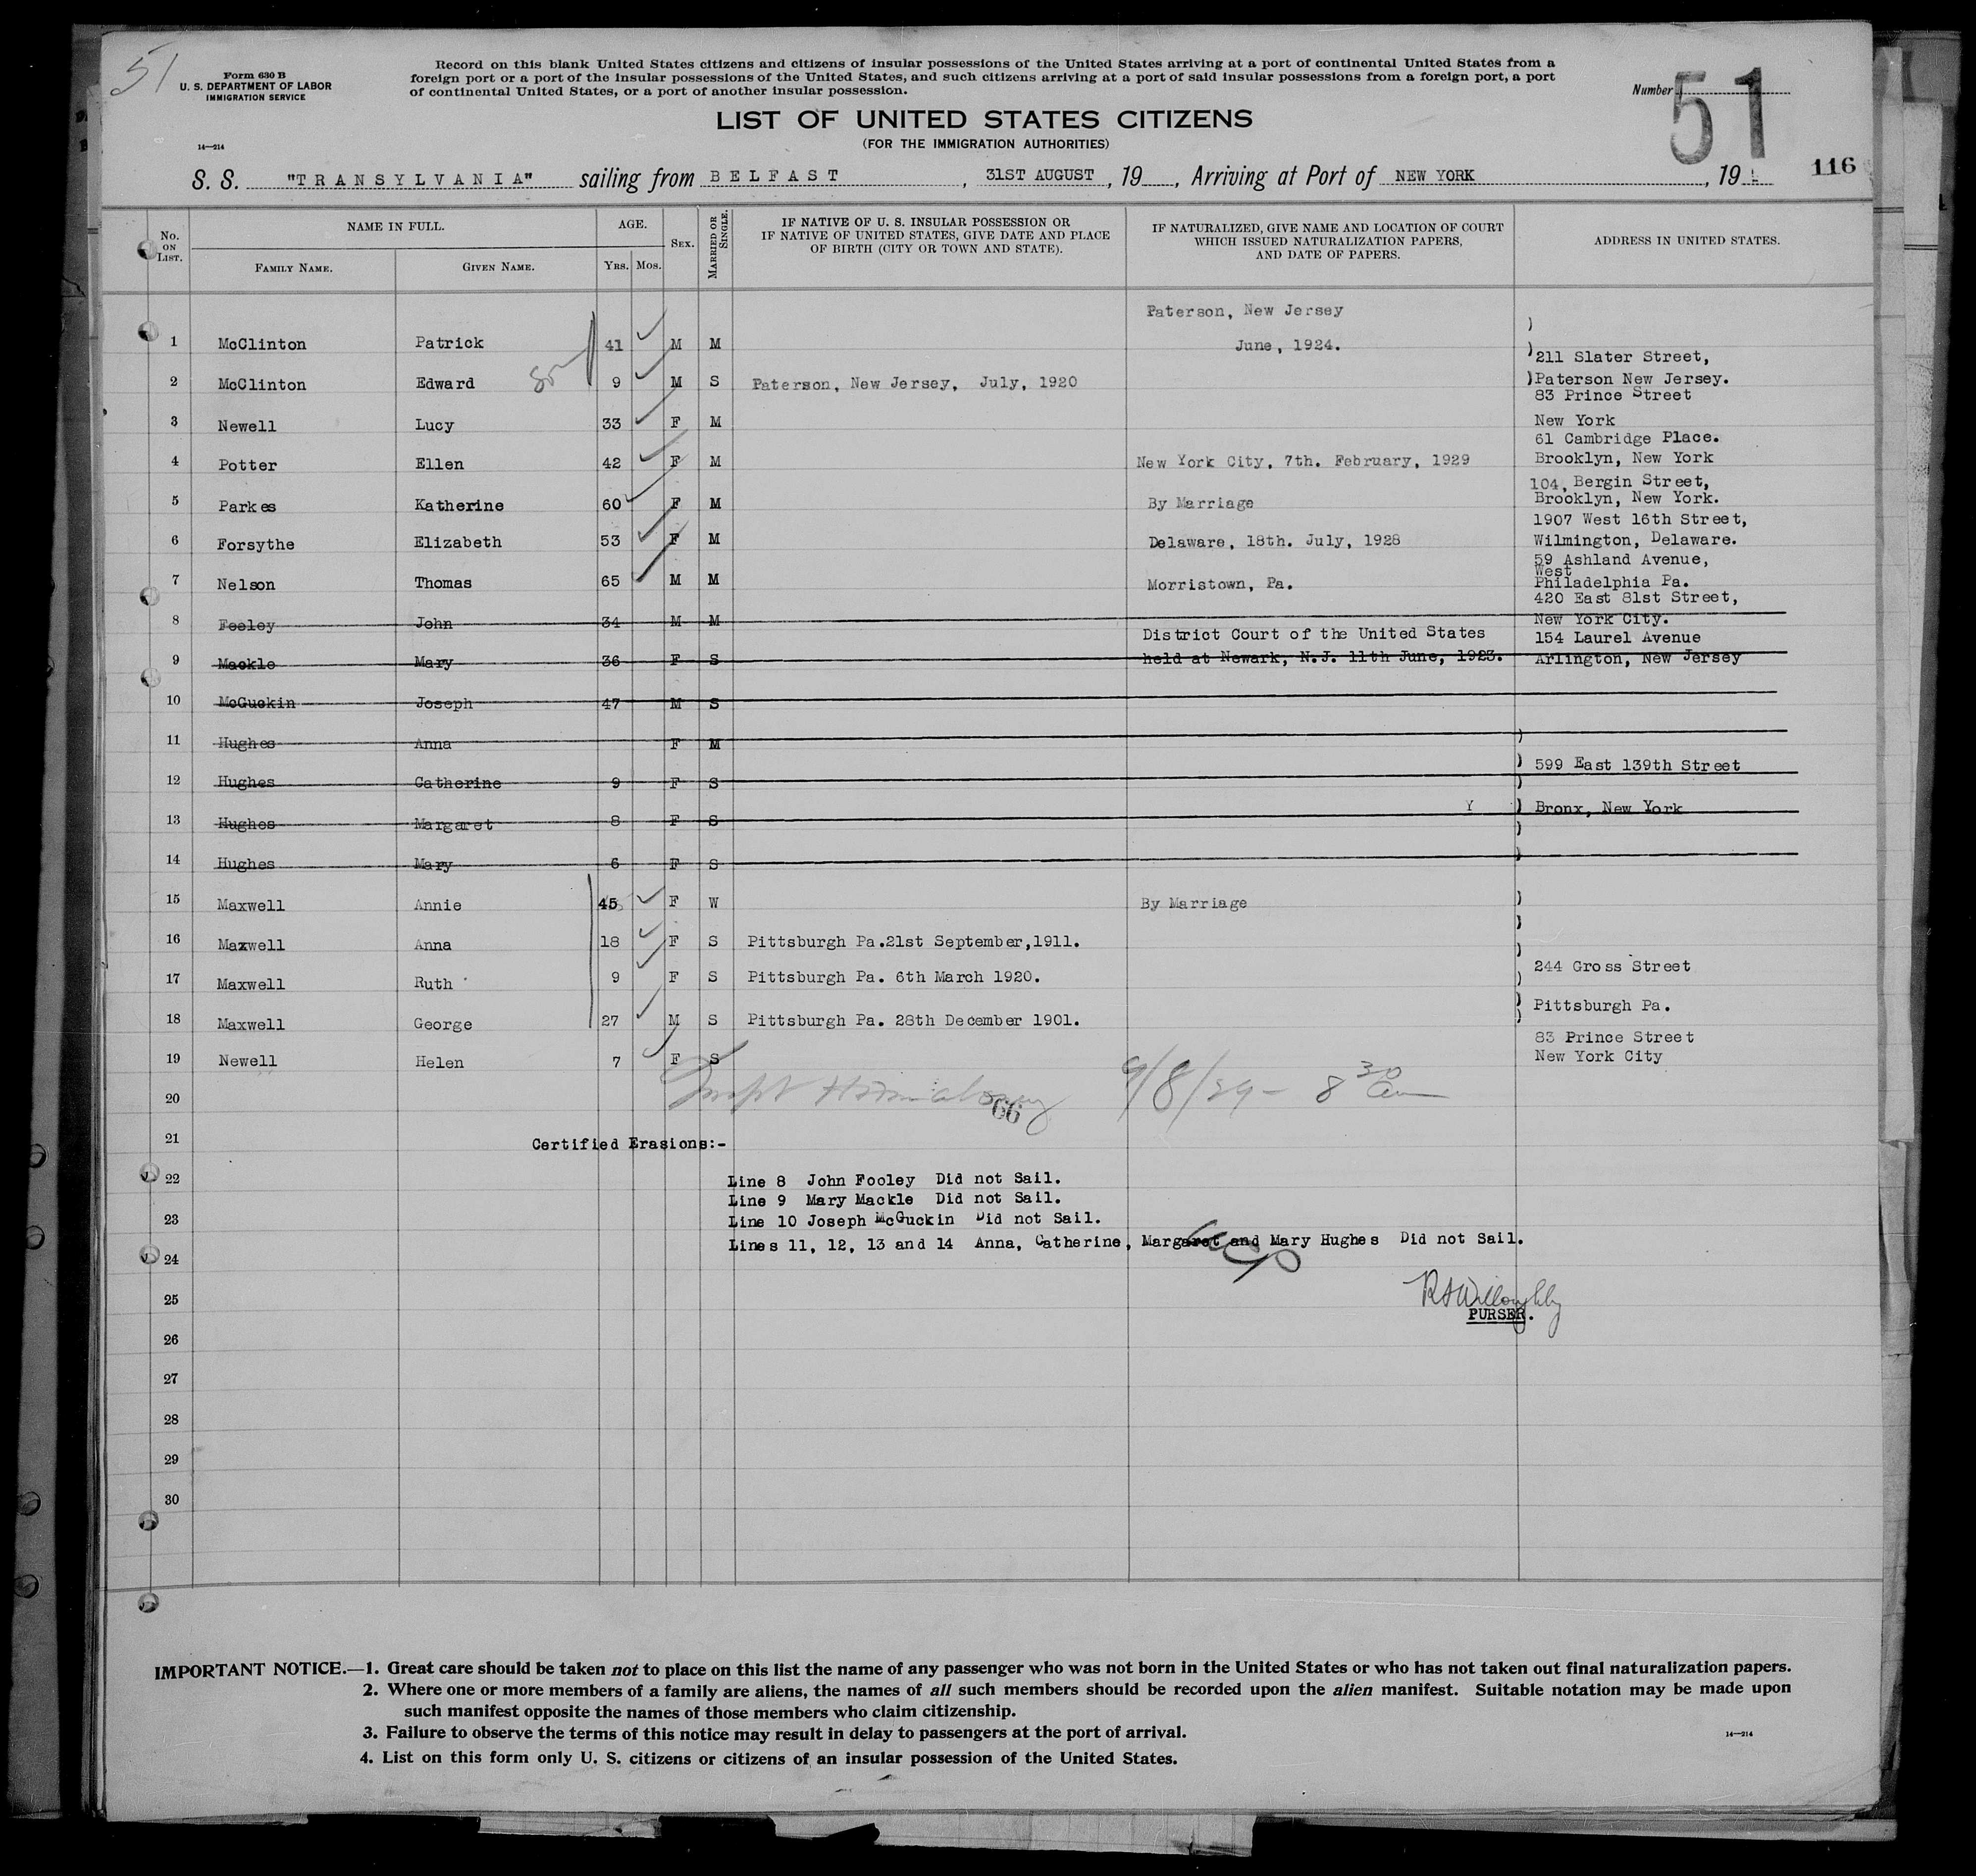 51
Form 630 B
U. S. DEPARTMENT OF LABOR
IMMIGRATION SERVICE
14—214
Record on this blank United States citizens and citizens of insular possessions of the United States arriving at a port of continental United States from a
foreign port or a port of the insular possessions of the United States, and such citizens arriving at a port of said insular possessions from a foreign port, a port
of continental United States, or a port of another insular possession.
Number 51
LIST OF UNITED STATES CITIZENS
(FOR THE IMMIGRATION AUTHORITIES)
116
S. S. "TRANSYLVANIA" sailing from BELFAST, 31ST AUGUST, 19, Arriving at Port of NEW YORK, 19
No. ON LIST. NAME IN FULL. AGE. SEX. MARRIED OR SINGLE. IF NATIVE OF U. S. INSULAR POSSESSION OR IF NATIVE OF UNITED STATES, GIVE DATE AND PLACE OF BIRTH (CITY OR TOWN AND STATE). IF NATURALIZED, GIVE NAME AND LOCATION OF COURT WHICH ISSUED NATURALIZATION PAPERS, AND DATE OF PAPERS. ADDRESS IN UNITED STATES.
FAMILY NAME. GIVEN NAME. YRS. MOS.
Paterson, New Jersey )
1 McClinton Patrick 41 M M June, 1924. ) 211 Slater Street,
2 McClinton Edward 9 M S Paterson, New Jersey, July, 1920 ) Paterson New Jersey.
83 Prince Street
3 Newell Lucy 33 F M New York
61 Cambridge Place.
4 Potter Ellen 42 F M New York City, 7th. February, 1929 Brooklyn, New York
104, Bergin Street,
5 Parkes Katherine 60 F M By Marriage Brooklyn, New York.
1907 West 16th Street,
6 Forsythe Elizabeth 53 F M Delaware, 18th. July, 1928 Wilmington, Delaware.
59 Ashland Avenue,
West
7 Nelson Thomas 65 M M Morristown, Pa. Philadelphia Pa.
420 East 81st Street,
8 Feeley John 34 M M New York City.
District Court of the United States 154 Laurel Avenue
9 Mackle Mary 36 F S held at Newark, N.J. 11th June, 1923. Arlington, New Jersey
10 McGuckin Joseph 47 M S
11 Hughes Anna F M )
) 599 East 139th Street
12 Hughes Catherine 9 F S )
Y ) Bronx, New York
13 Hughes Margaret 8 F S )
14 Hughes Mary 6 F S )
15 Maxwell Annie 45 F W By Marriage )
)
16 Maxwell Anna 18 F S Pittsburgh Pa.21st September,1911. )
244 Gross Street
17 Maxwell Ruth 9 F S Pittsburgh Pa. 6th March 1920. )
) Pittsburgh Pa.
18 Maxwell George 27 M S Pittsburgh Pa. 28th December 1901. )
83 Prince Street
19 Newell Helen 7 F S New York City
20 66 9/8/29 - 8 30 am
21 Certified Erasions:-
22 Line 8 John Fooley Did not Sail.
Line 9 Mary Mackle Did not Sail.
23 Line 10 Joseph McGuckin Did not Sail.
Lines 11, 12, 13 and 14 Anna, Catherine, Margaret and Mary Hughes Did not Sail.
24
25 R A Willoughby
PURSER.
26
27
28
29
30
IMPORTANT NOTICE.—1. Great care should be taken not to place on this list the name of any passenger who was not born in the United States or who has not taken out final naturalization papers.
2. Where one or more members of a family are aliens, the names of all such members should be recorded upon the alien manifest. Suitable notation may be made upon
such manifest opposite the names of those members who claim citizenship.
3. Failure to observe the terms of this notice may result in delay to passengers at the port of arrival.
14—214
4. List on this form only U. S. citizens or citizens of an insular possession of the United States.